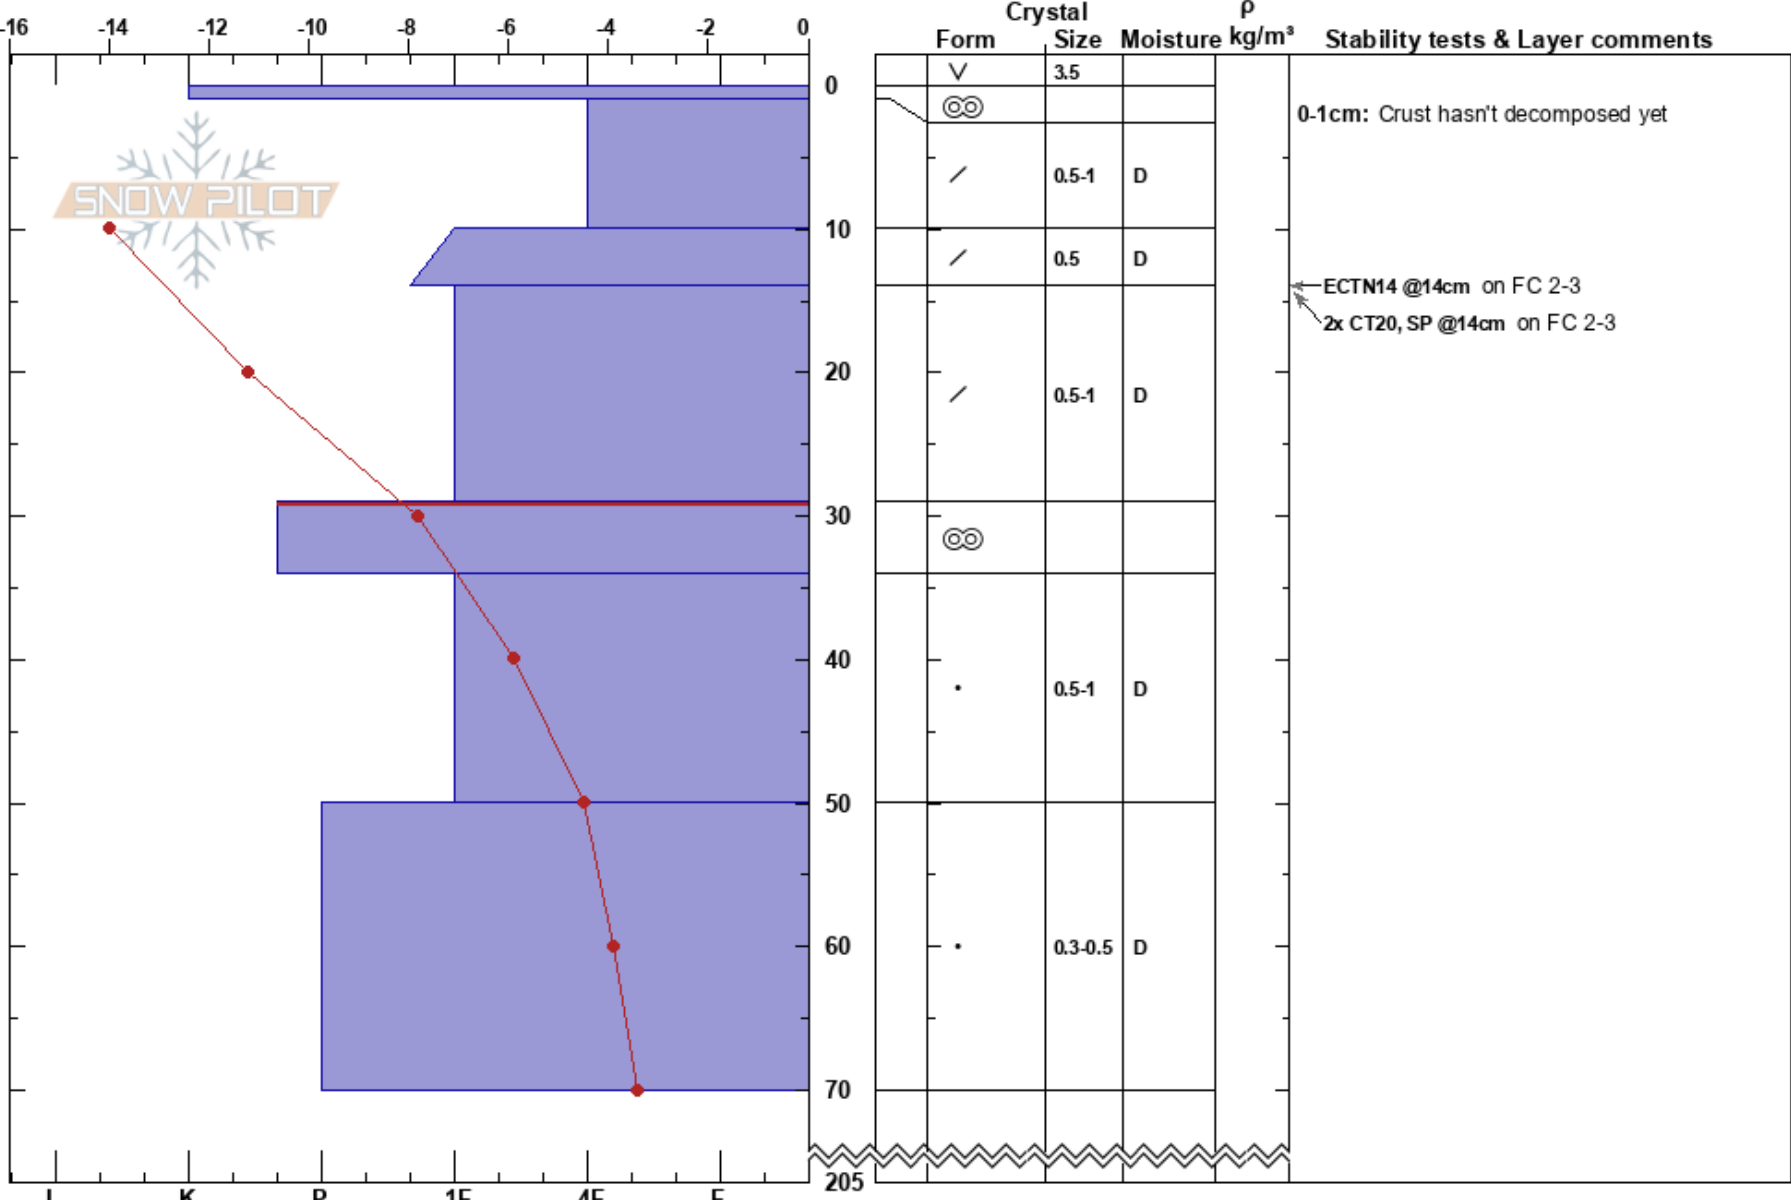 Crystal ρ
-16 -14 -12 -10 -8 -6 -4 -2 0 Form Size Moisture kg/m³ Stability tests & Layer comments
0 3.5
0-1cm: Crust hasn't decomposed yet
SNOW PILOT 0.5-1 D
10
0.5 D
ECTN14 @14cm on FC 2-3
2x CT20, SP @14cm on FC 2-3
20
0.5-1 D
30
40
0.5-1 D
50
60 0.3-0.5 D
70
205
I K P 1F 4F F